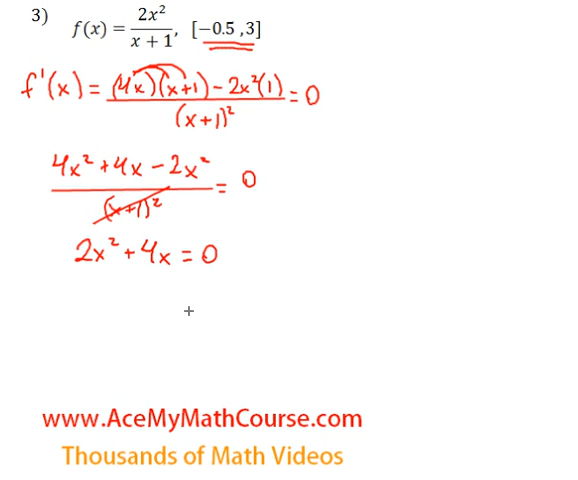 3) f(x) = 2x²/(x + 1), [−0.5 ,3]
f'(x) = (4x)(x+1) − 2x²(1)/(x+1)² = 0
4x² + 4x − 2x²/(x+1)² = 0
2x² + 4x = 0
www.AceMyMathCourse.com
Thousands of Math Videos